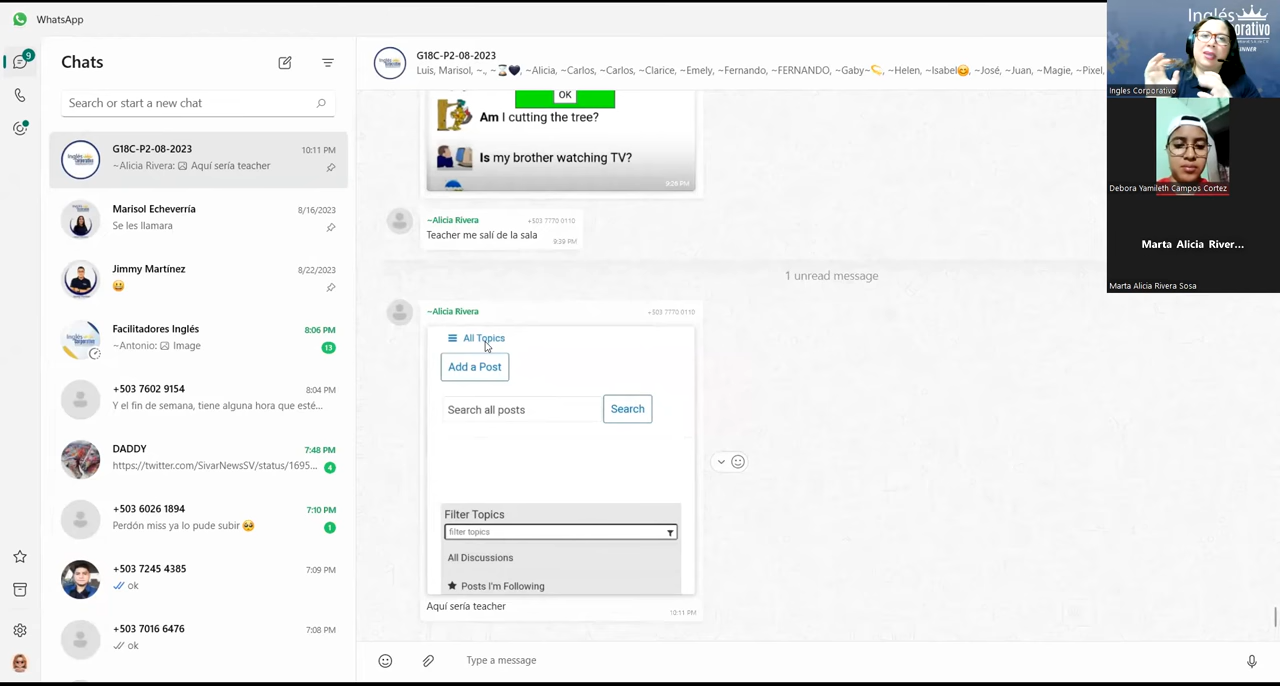 WhatsApp
9
Chats
Search or start a new chat
G18C-P2-08-2023
10:11 PM
~Alicia Rivera: Aquí sería teacher
Marisol Echeverría
8/16/2023
Se les llamara
Jimmy Martínez
8/22/2023
Facilitadores Inglés
8:06 PM
~Antonio: Image
13
+503 7602 9154
8:04 PM
Y el fin de semana, tiene alguna hora que esté...
DADDY
7:48 PM
https://twitter.com/SivarNewsSV/status/1695...
4
+503 6026 1894
7:10 PM
Perdón miss ya lo pude subir 🥺
1
+503 7245 4385
7:09 PM
ok
+503 7016 6476
7:08 PM
ok
G18C-P2-08-2023
Luis, Marisol, ~., ~⌛🖤, ~Alicia, ~Carlos, ~Carlos, ~Clarice, ~Emely, ~Fernando, ~FERNANDO, ~Gaby~💫, ~Helen, ~Isabel😊, ~José, ~Juan, ~Magie, ~Pixel,
OK
Am I cutting the tree?
Is my brother watching TV?
9:28 PM
~Alicia Rivera
+503 7770 0110
Teacher me salí de la sala
9:39 PM
1 unread message
~Alicia Rivera
+503 7770 0110
All Topics
Add a Post
Search all posts
Search
Filter Topics
filter topics
All Discussions
Posts I'm Following
Aquí sería teacher
10:11 PM
Type a message
Inglés
Ingles Corporativo
Debora Yamileth Campos Cortez
Marta Alicia River...
Marta Alicia Rivera Sosa